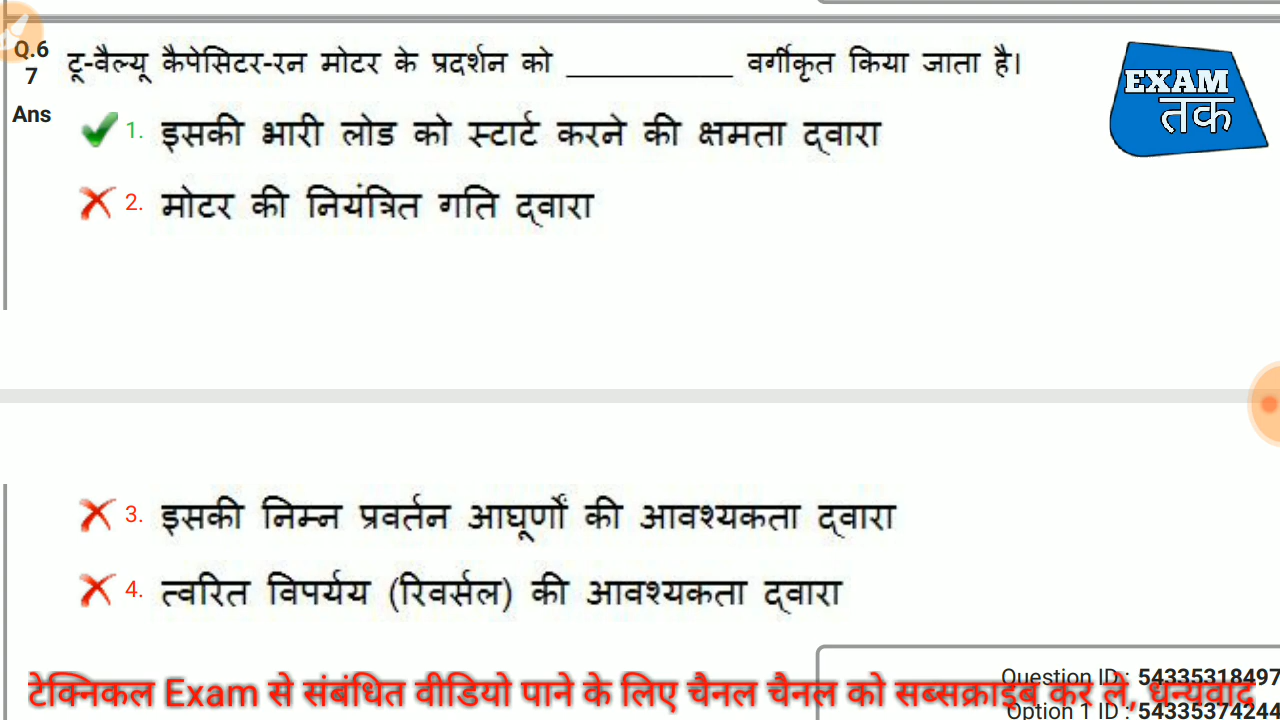 Q.6
7
टू-वैल्यू कैपेसिटर-रन मोटर के प्रदर्शन को __________ वर्गीकृत किया जाता है।
EXAM
तक
Ans
1. इसकी भारी लोड को स्टार्ट करने की क्षमता द्वारा
2. मोटर की नियंत्रित गति द्वारा
3. इसकी निम्न प्रवर्तन आघूर्णों की आवश्यकता द्वारा
4. त्वरित विपर्यय (रिवर्सल) की आवश्यकता द्वारा
Question ID : 54335318497
टेक्निकल Exam से संबंधित वीडियो पाने के लिए चैनल चैनल को सब्सक्राइब कर ले, धन्यवाद
Option 1 ID : 54335374244